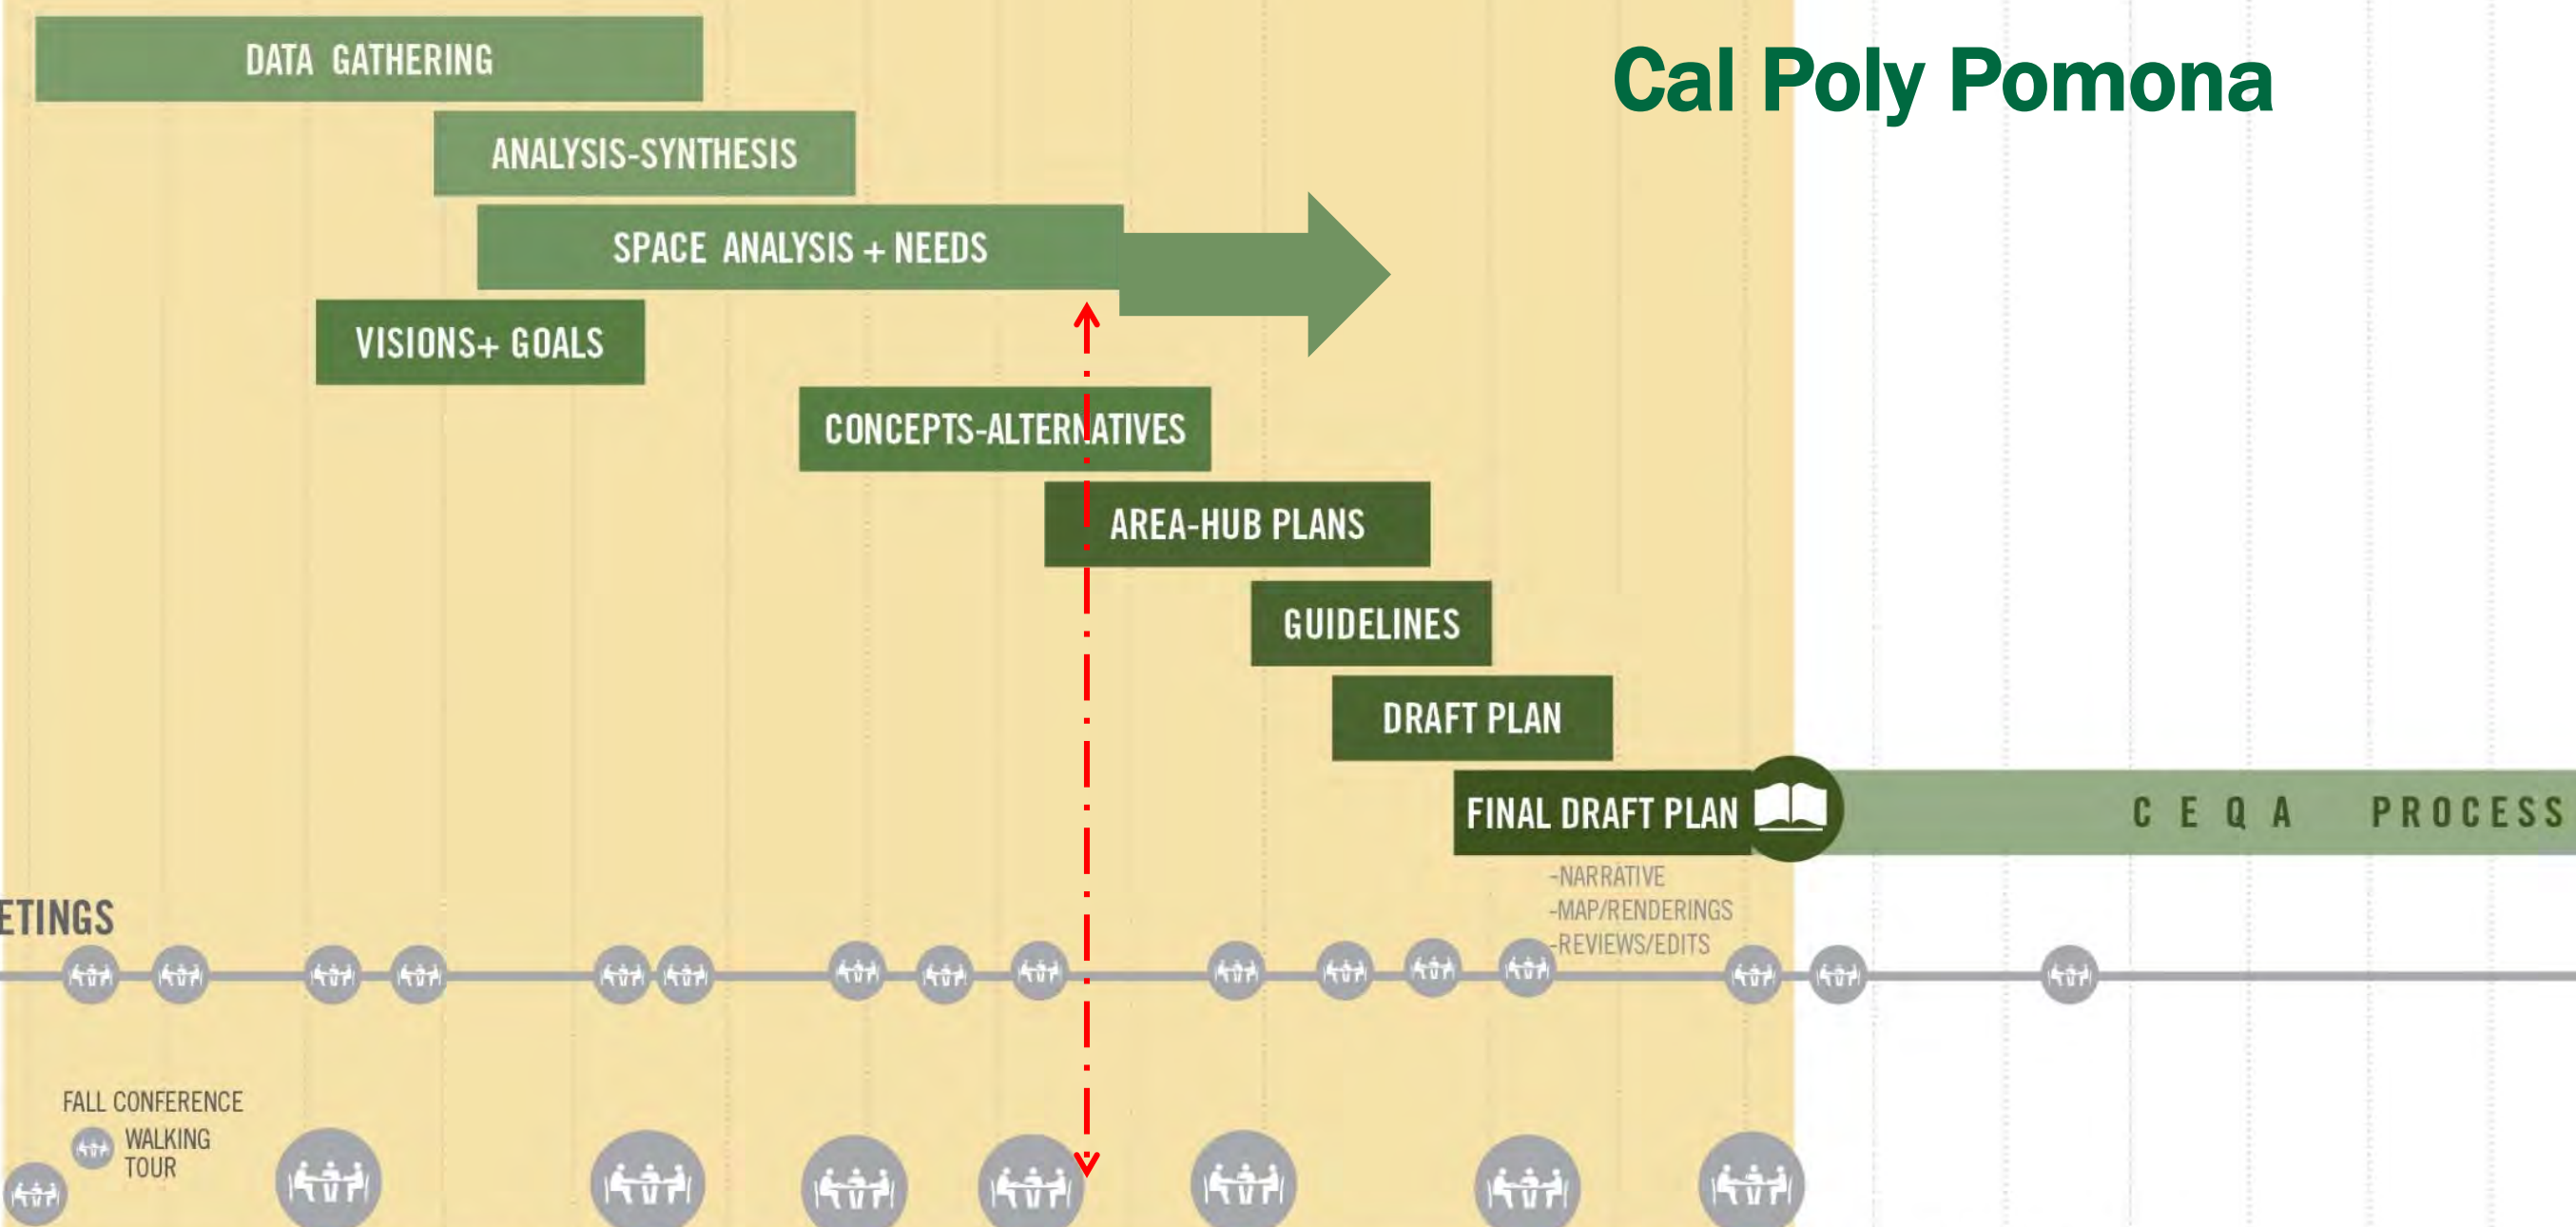 Cal Poly Pomona
DATA GATHERING
ANALYSIS-SYNTHESIS
SPACE ANALYSIS + NEEDS
VISIONS+ GOALS
CONCEPTS-ALTERNATIVES
AREA-HUB PLANS
GUIDELINES
DRAFT PLAN
FINAL DRAFT PLAN
CEQA PROCESS
-NARRATIVE
-MAP/RENDERINGS
-REVIEWS/EDITS
ETINGS
FALL CONFERENCE
WALKING
TOUR